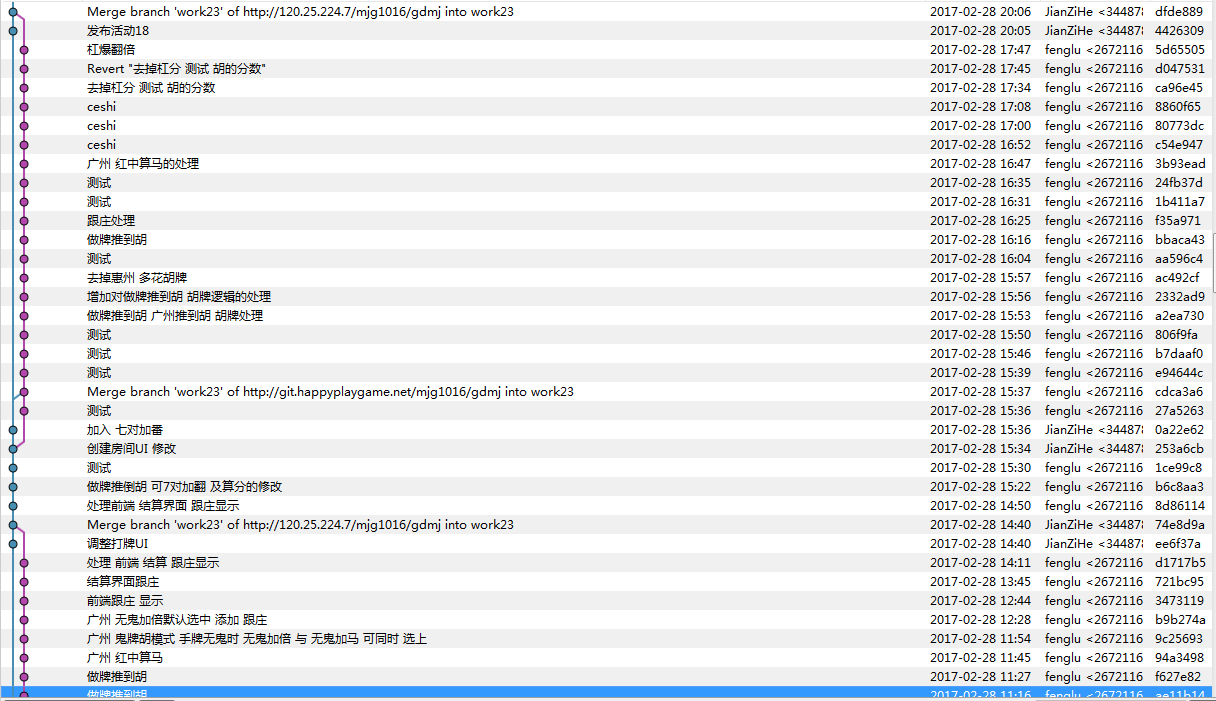 Merge branch 'work23' of http://120.25.224.7/mjg1016/gdmj into work23 2017-02-28 20:06 JianZiHe <34487 dfde889
发布活动18 2017-02-28 20:05 JianZiHe <34487 4426309
杠爆翻倍 2017-02-28 17:47 fenglu <2672116 5d65505
Revert "去掉杠分 测试 胡的分数" 2017-02-28 17:45 fenglu <2672116 d047531
去掉杠分 测试 胡的分数 2017-02-28 17:34 fenglu <2672116 ca96e45
ceshi 2017-02-28 17:08 fenglu <2672116 8860f65
ceshi 2017-02-28 17:00 fenglu <2672116 80773dc
ceshi 2017-02-28 16:52 fenglu <2672116 c54e947
广州 红中算马的处理 2017-02-28 16:47 fenglu <2672116 3b93ead
测试 2017-02-28 16:35 fenglu <2672116 24fb37d
测试 2017-02-28 16:31 fenglu <2672116 1b411a7
跟庄处理 2017-02-28 16:25 fenglu <2672116 f35a971
做牌推到胡 2017-02-28 16:16 fenglu <2672116 bbaca43
测试 2017-02-28 16:04 fenglu <2672116 aa596c4
去掉惠州 多花胡牌 2017-02-28 15:57 fenglu <2672116 ac492cf
增加对做牌推到胡 胡牌逻辑的处理 2017-02-28 15:56 fenglu <2672116 2332ad9
做牌推到胡 广州推到胡 胡牌处理 2017-02-28 15:53 fenglu <2672116 a2ea730
测试 2017-02-28 15:50 fenglu <2672116 806f9fa
测试 2017-02-28 15:46 fenglu <2672116 b7daaf0
测试 2017-02-28 15:39 fenglu <2672116 e94644c
Merge branch 'work23' of http://git.happyplaygame.net/mjg1016/gdmj into work23 2017-02-28 15:37 fenglu <2672116 cdca3a6
测试 2017-02-28 15:36 fenglu <2672116 27a5263
加入 七对加番 2017-02-28 15:36 JianZiHe <34487 0a22e62
创建房间UI 修改 2017-02-28 15:34 JianZiHe <34487 253a6cb
测试 2017-02-28 15:30 fenglu <2672116 1ce99c8
做牌推倒胡 可7对加翻 及算分的修改 2017-02-28 15:22 fenglu <2672116 b6c8aa3
处理前端 结算界面 跟庄显示 2017-02-28 14:50 fenglu <2672116 8d86114
Merge branch 'work23' of http://120.25.224.7/mjg1016/gdmj into work23 2017-02-28 14:40 JianZiHe <34487 74e8d9a
调整打牌UI 2017-02-28 14:40 JianZiHe <34487 ee6f37a
处理 前端 结算 跟庄显示 2017-02-28 14:11 fenglu <2672116 d1717b5
结算界面跟庄 2017-02-28 13:45 fenglu <2672116 721bc95
前端跟庄 显示 2017-02-28 12:44 fenglu <2672116 3473119
广州 无鬼加倍默认选中 添加 跟庄 2017-02-28 12:28 fenglu <2672116 b9b274a
广州 鬼牌胡模式 手牌无鬼时 无鬼加倍 与 无鬼加马 可同时 选上 2017-02-28 11:54 fenglu <2672116 9c25693
广州 红中算马 2017-02-28 11:45 fenglu <2672116 94a3498
做牌推到胡 2017-02-28 11:27 fenglu <2672116 f627e82
做牌推到胡 2017-02-28 11:16 fenglu <2672116 ae11b14